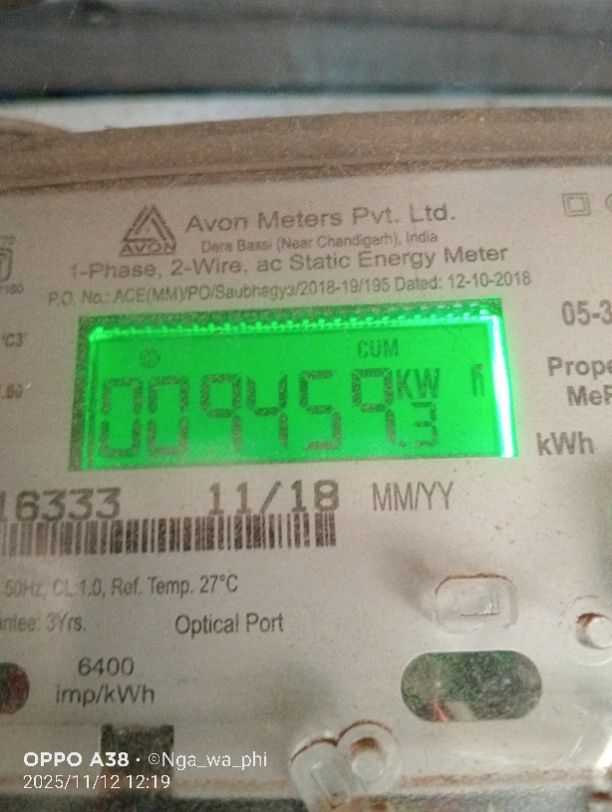 Avon Meters Pvt. Ltd.
AVON
Dera Bassi (Near Chandigarh), India
1-Phase, 2-Wire, ac Static Energy Meter
P.O. No.: ACE(MM)/PO/Saubhagya/2018-19/195 Dated: 12-10-2018
05-3
CUM
009459.3 KW h
Prope
kWh
16333 11/18 MM/YY
50Hz, CL:1.0, Ref. Temp. 27°C
3Yrs. Optical Port
6400
imp/kWh
OPPO A38 · ©Nga_wa_phi
2025/11/12 12:19